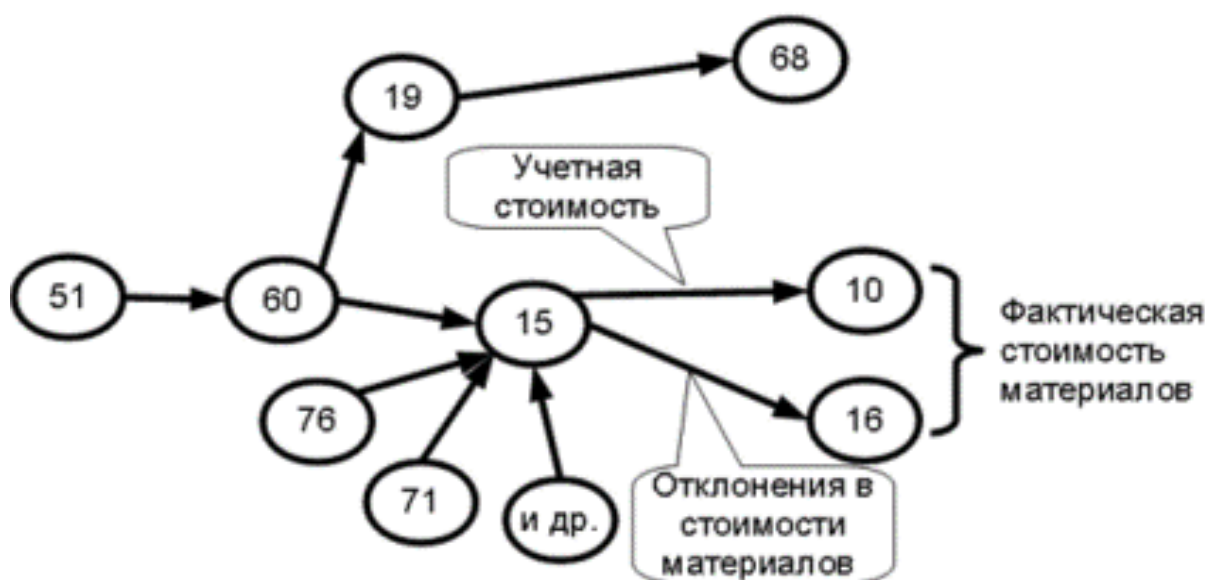 68
19
Учетная
стоимость
51
60
15
10
Фактическая
стоимость
материалов
76
16
71
и др.
Отклонения в
стоимости
материалов